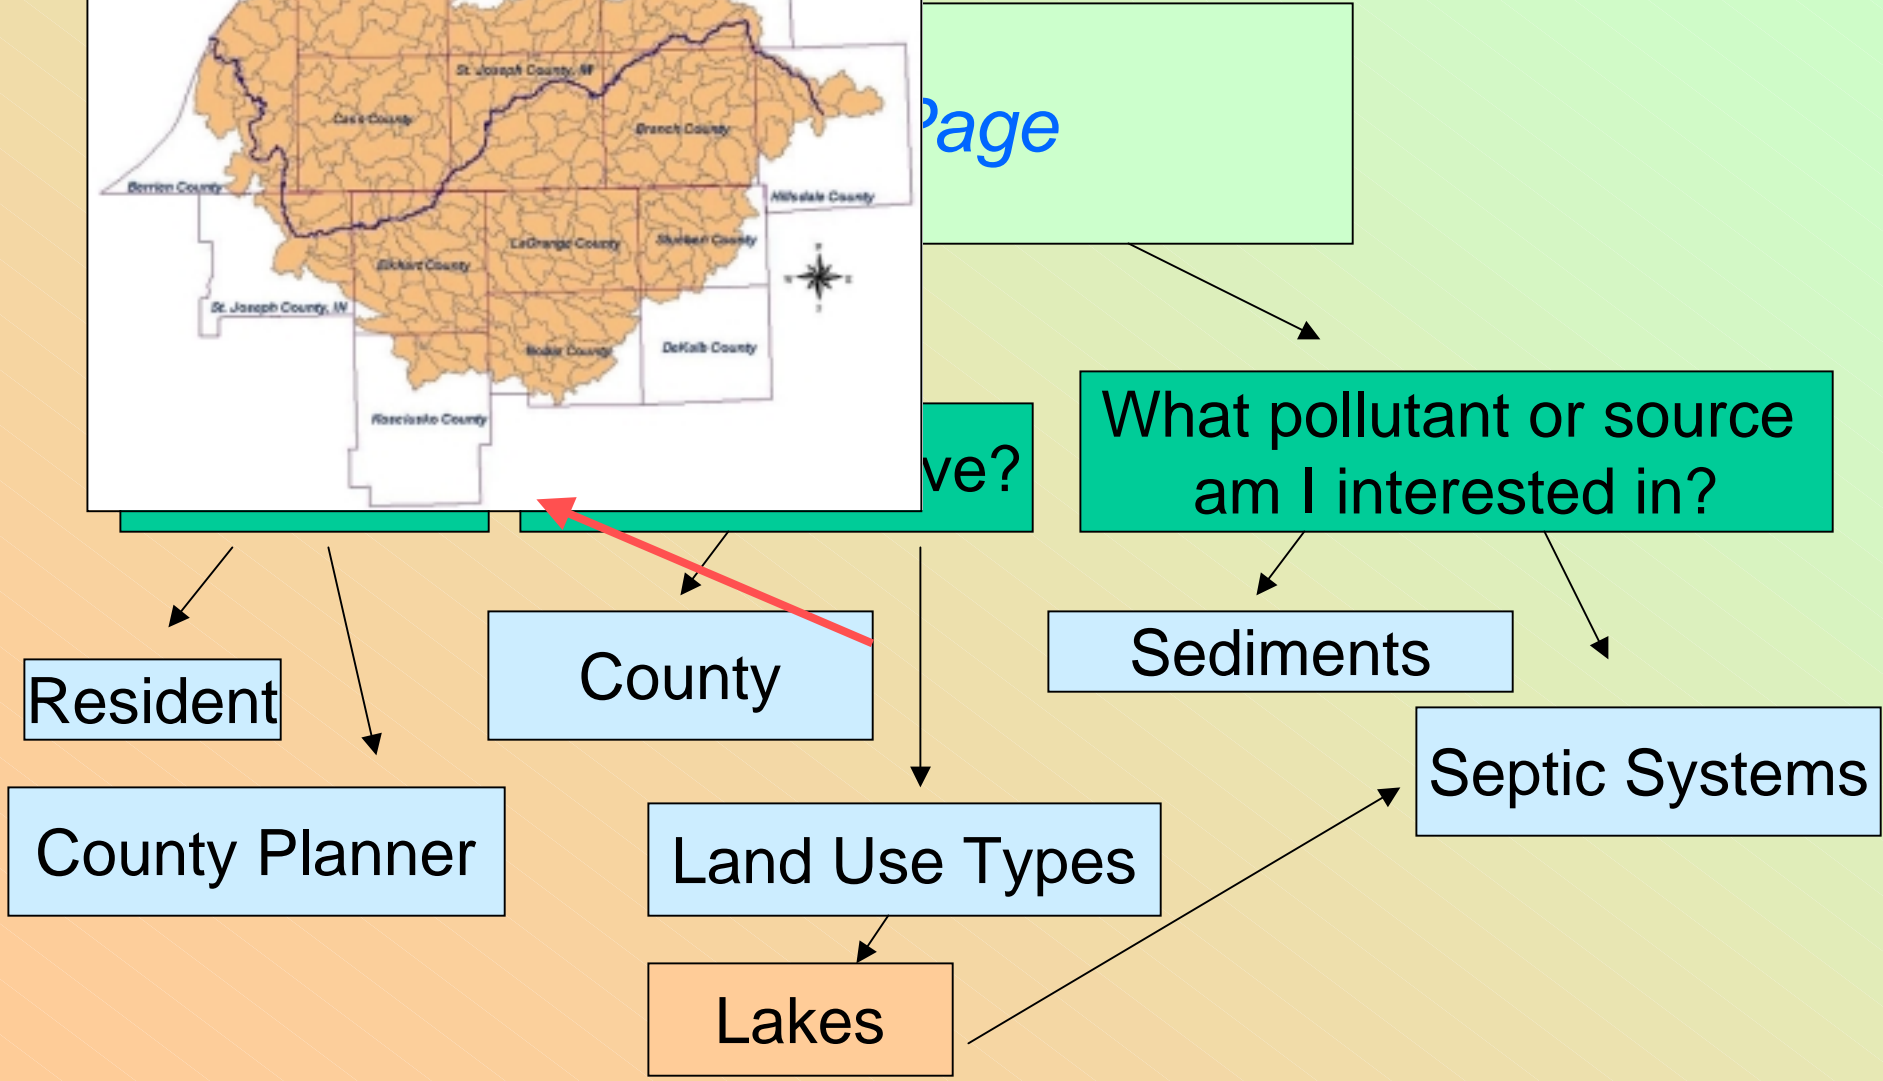 St. Joseph County, MI
Cass County
Branch County
Page
Berrien County
Hillsdale County
LaGrange County
Steuben County
Elkhart County
St. Joseph County, IN
Noble County
DeKalb County
Kosciusko County
ve?
What pollutant or source
am I interested in?
Resident
County
Sediments
County Planner
Land Use Types
Septic Systems
Lakes